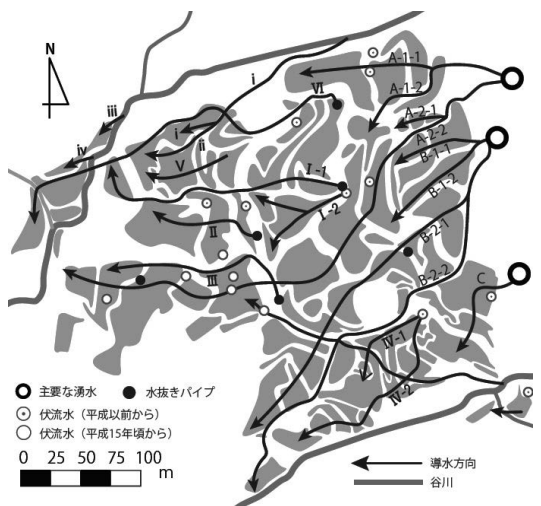 N
i
iii
iv
i
ii
V
VI
A-1-1
A-1-2
A-2-1
A-2-2
B-1-1
B-1-2
B-2-1
B-2-2
C
I-1
I-2
II
III
IV-1
IV-2
主要な湧水
水抜きパイプ
伏流水（平成以前から）
伏流水（平成15年頃から）
0 25 50 75 100
m
導水方向
谷川